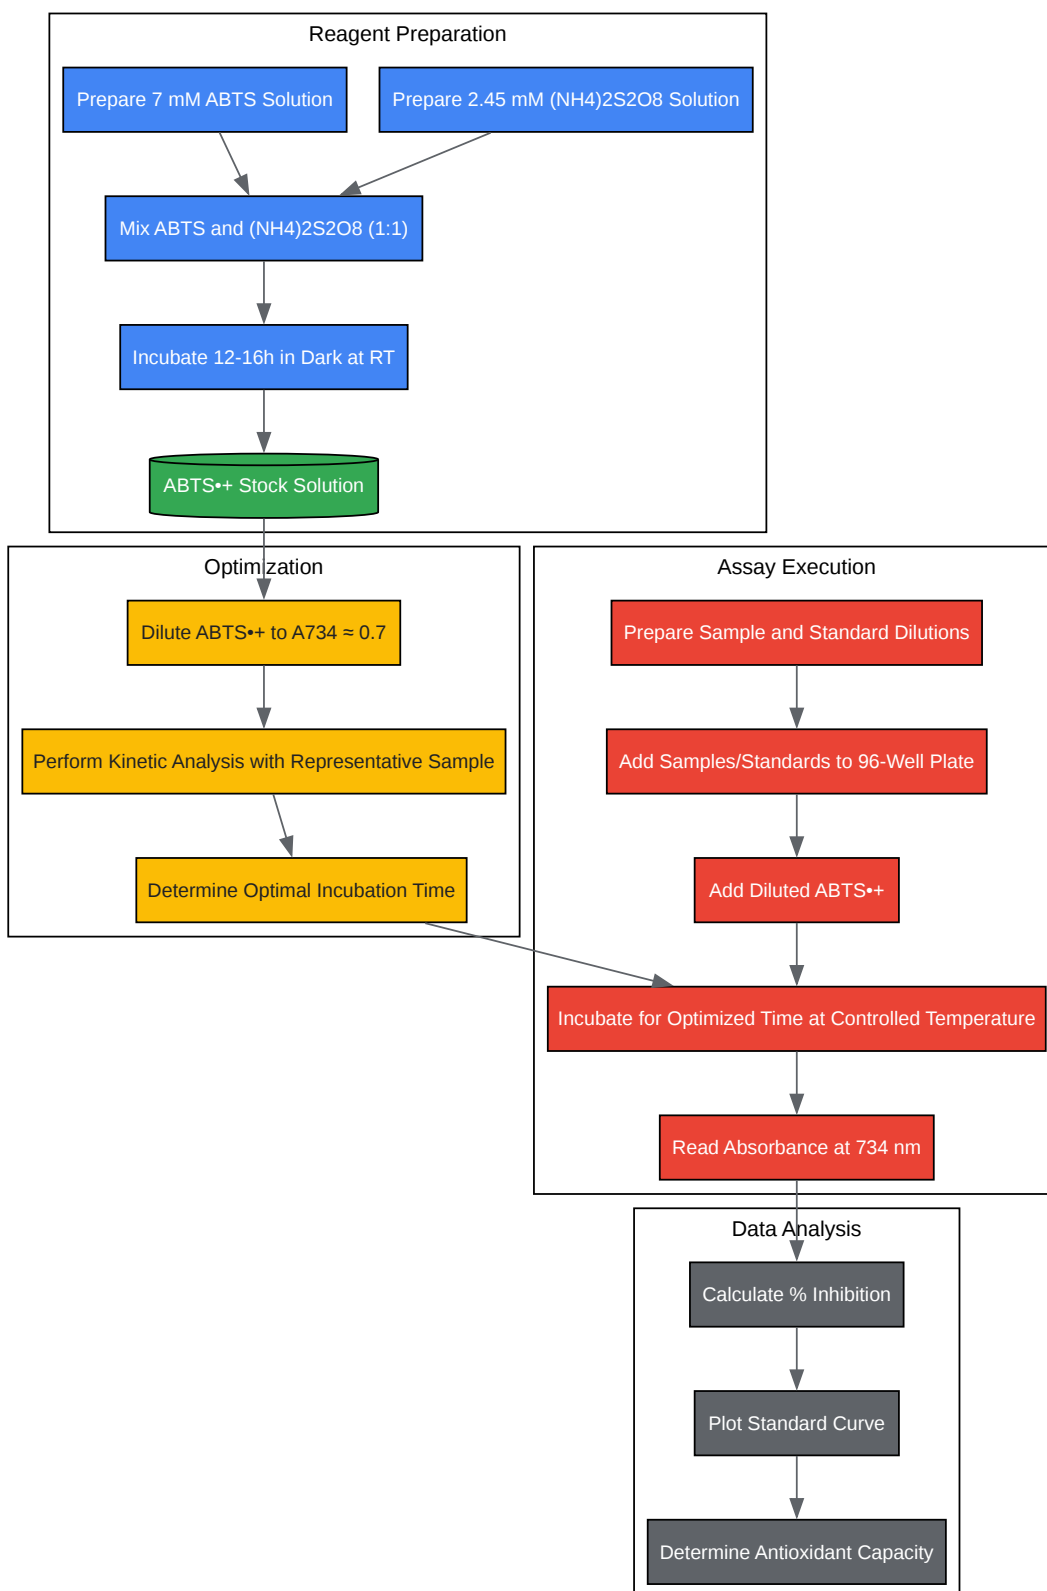 Reagent Preparation
Prepare 7 mM ABTS Solution
Prepare 2.45 mM (NH4)2S2O8 Solution
Mix ABTS and (NH4)2S2O8 (1:1)
Incubate 12-16h in Dark at RT
ABTS•+ Stock Solution
Optimization
Dilute ABTS•+ to A734 ≈ 0.7
Perform Kinetic Analysis with Representative Sample
Determine Optimal Incubation Time
Assay Execution
Prepare Sample and Standard Dilutions
Add Samples/Standards to 96-Well Plate
Add Diluted ABTS•+
Incubate for Optimized Time at Controlled Temperature
Read Absorbance at 734 nm
Data Analysis
Calculate % Inhibition
Plot Standard Curve
Determine Antioxidant Capacity